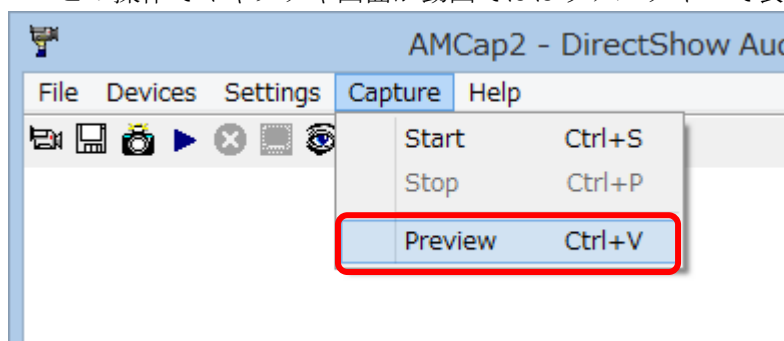 AMCap2 - DirectShow Au
File Devices Settings Capture Help
Start Ctrl+S
Stop Ctrl+P
Preview Ctrl+V